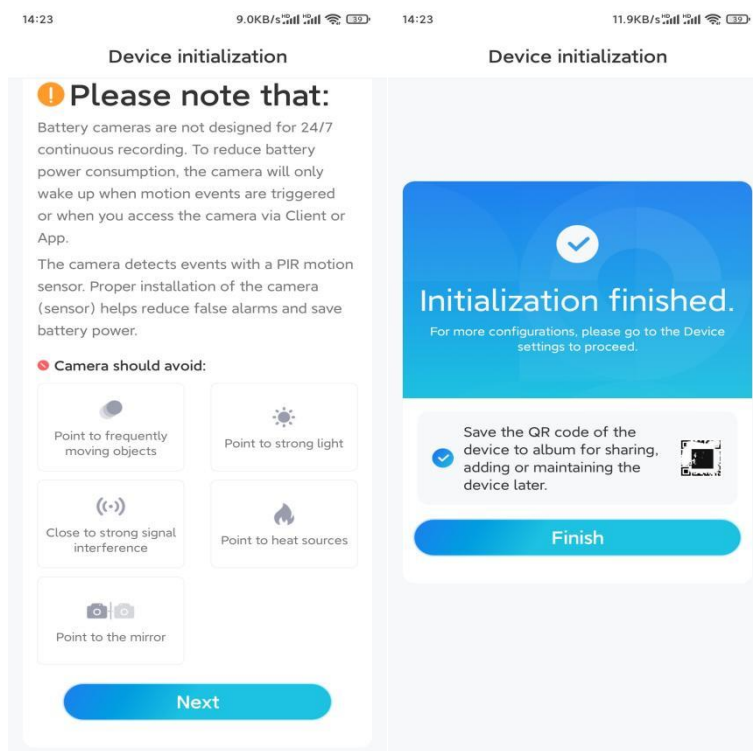 14:23
9.0KB/s HD HD 39
Device initialization
Please note that:
Battery cameras are not designed for 24/7
continuous recording. To reduce battery
power consumption, the camera will only
wake up when motion events are triggered
or when you access the camera via Client or
App.
The camera detects events with a PIR motion
sensor. Proper installation of the camera
(sensor) helps reduce false alarms and save
battery power.
Camera should avoid:
Point to frequently
moving objects
Point to strong light
Close to strong signal
interference
Point to heat sources
Point to the mirror
Next
14:23
11.9KB/s HD HD 39
Device initialization
Initialization finished.
For more configurations, please go to the Device
settings to proceed.
Save the QR code of the
device to album for sharing,
adding or maintaining the
device later.
Finish